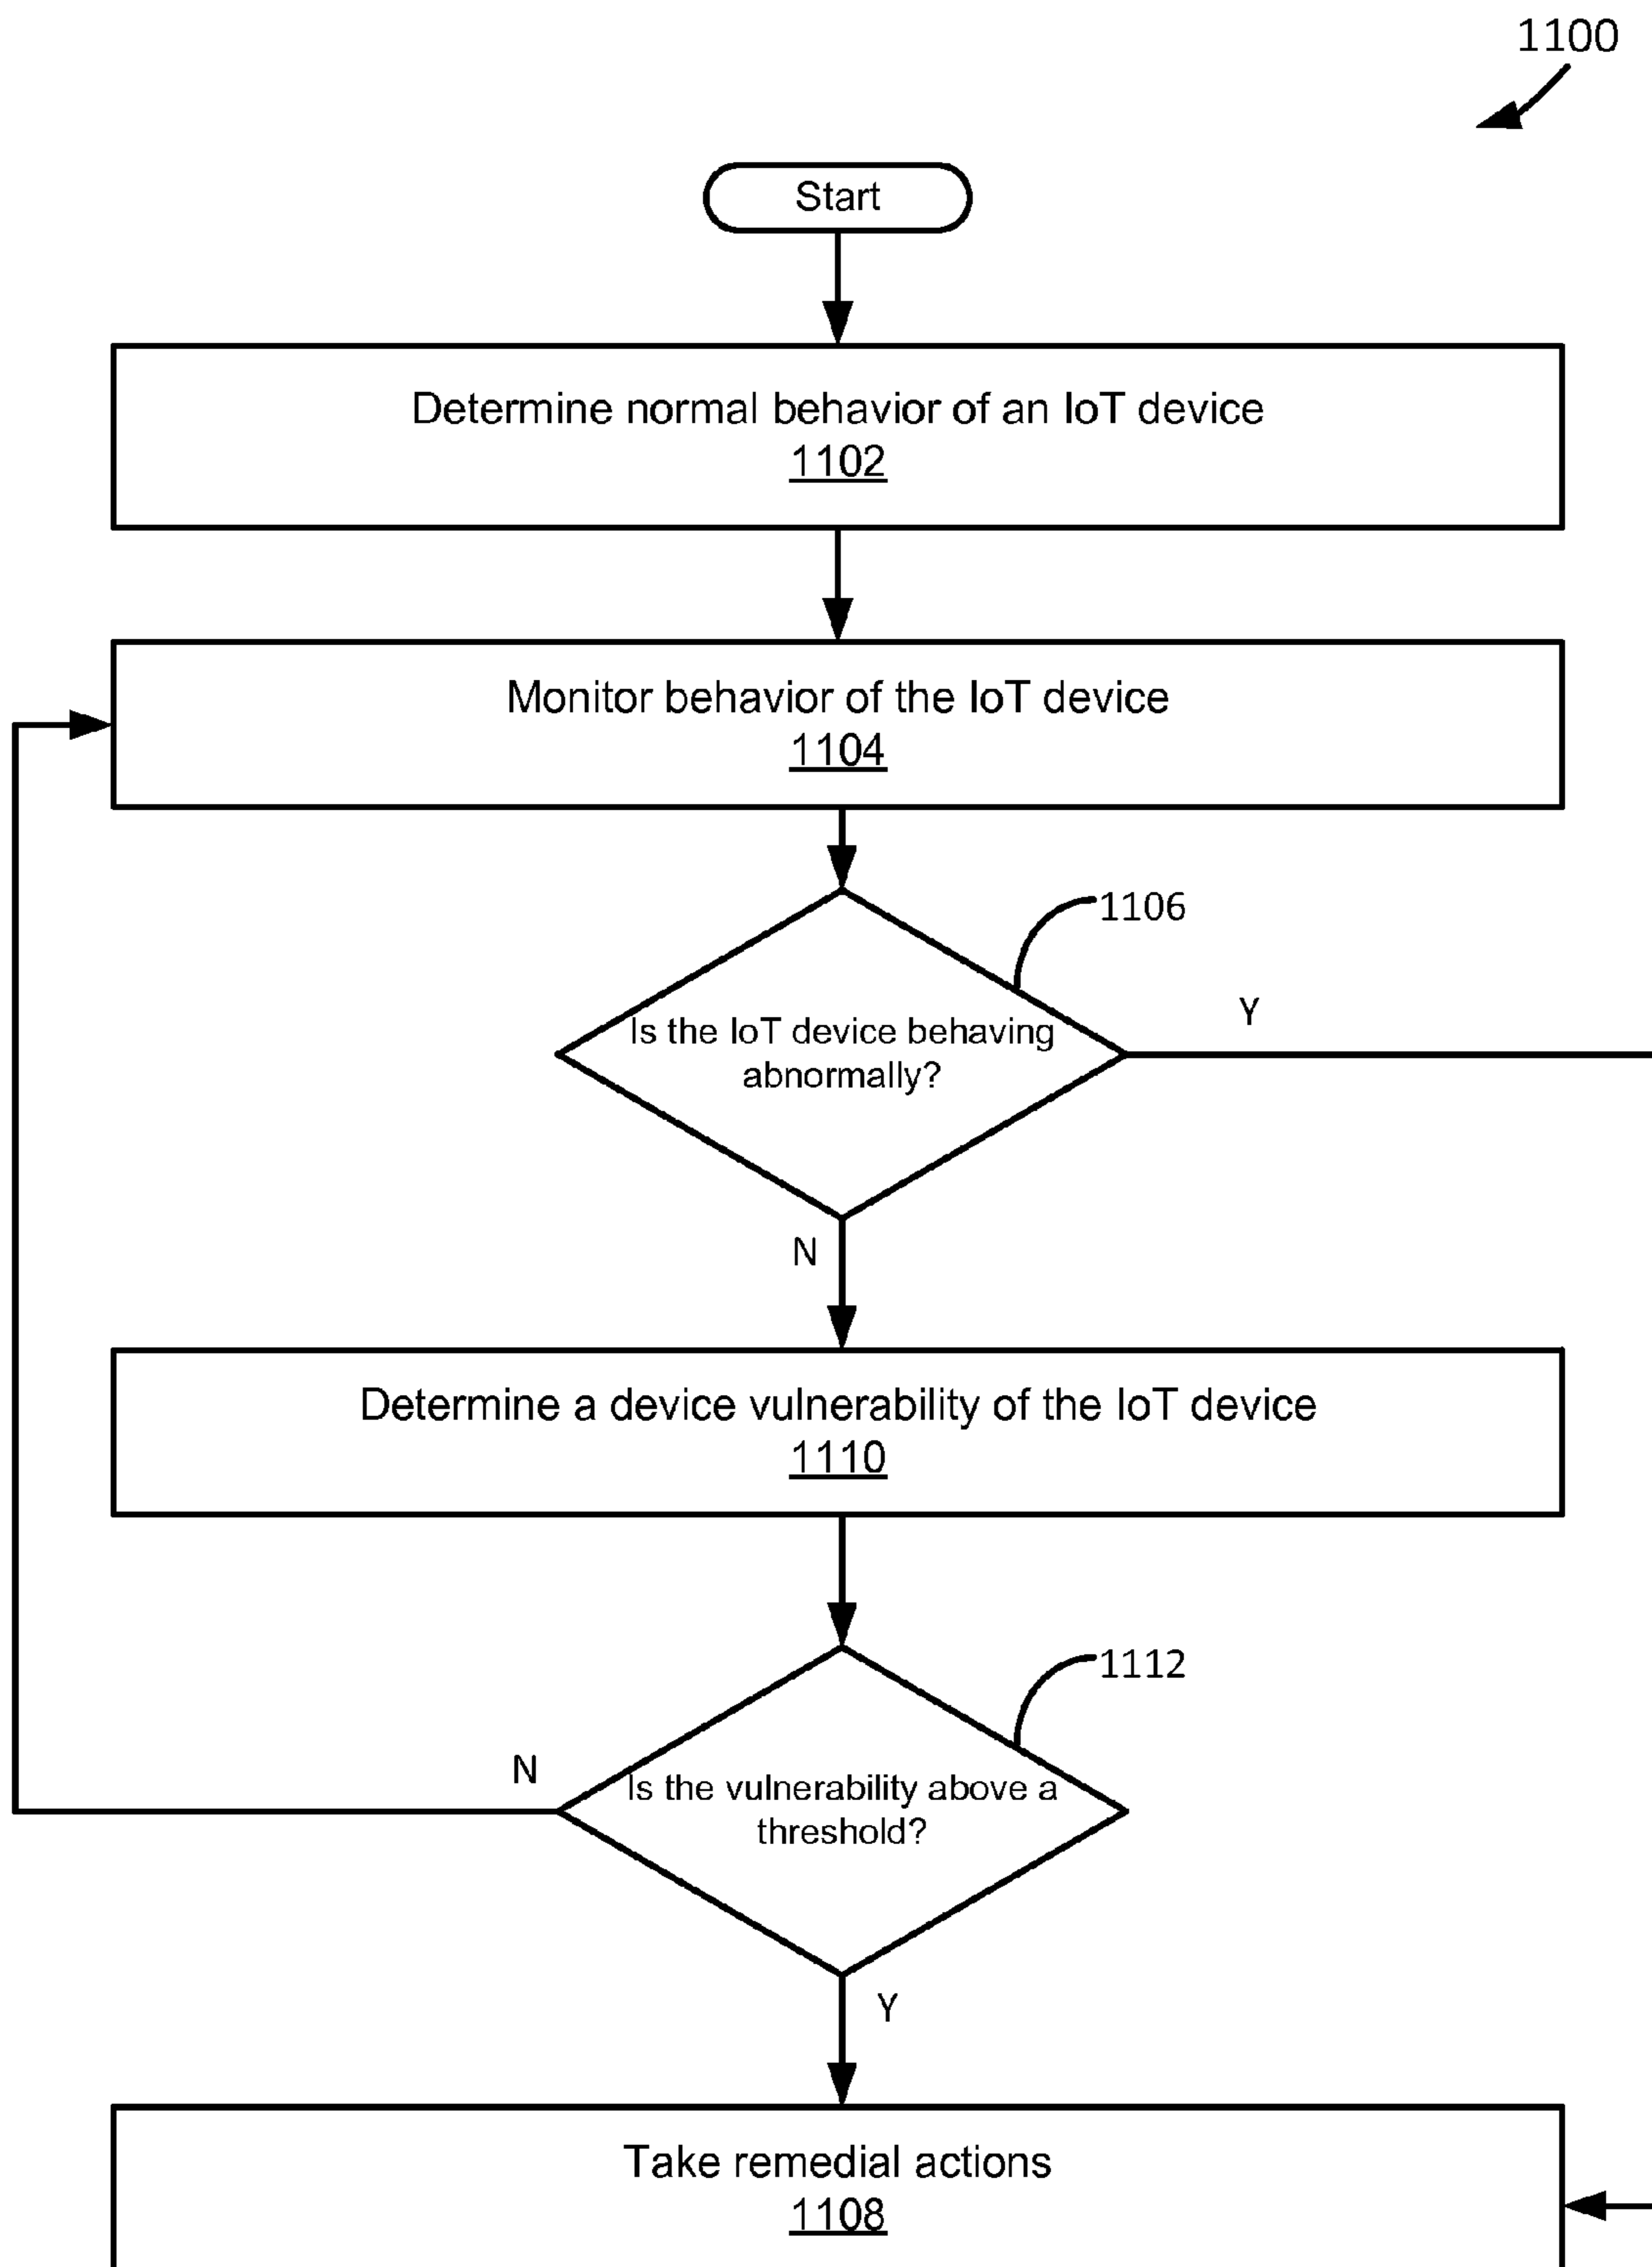 1100
Start
Determine normal behavior of an IoT device
1102
Monitor behavior of the IoT device
1104
1106
Is the IoT device behaving
abnormally?
Y
N
Determine a device vulnerability of the IoT device
1110
1112
Is the vulnerability above a
threshold?
N
Y
Take remedial actions
1108